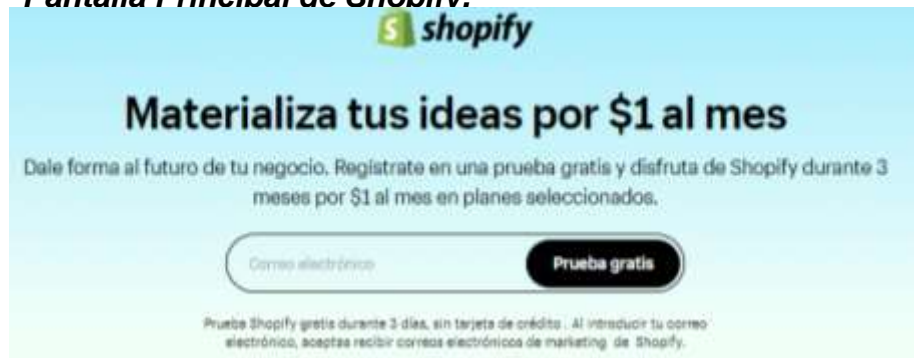 Pantalla Principal de Shopify:
shopify
Materializa tus ideas por $1 al mes
Dale forma al futuro de tu negocio. Regístrate en una prueba gratis y disfruta de Shopify durante 3
meses por $1 al mes en planes seleccionados.
Correo electrónico
Prueba gratis
Prueba Shopify gratis durante 3 días, sin tarjeta de crédito . Al introducir tu correo
electrónico, aceptas recibir correos electrónicos de marketing de Shopify.